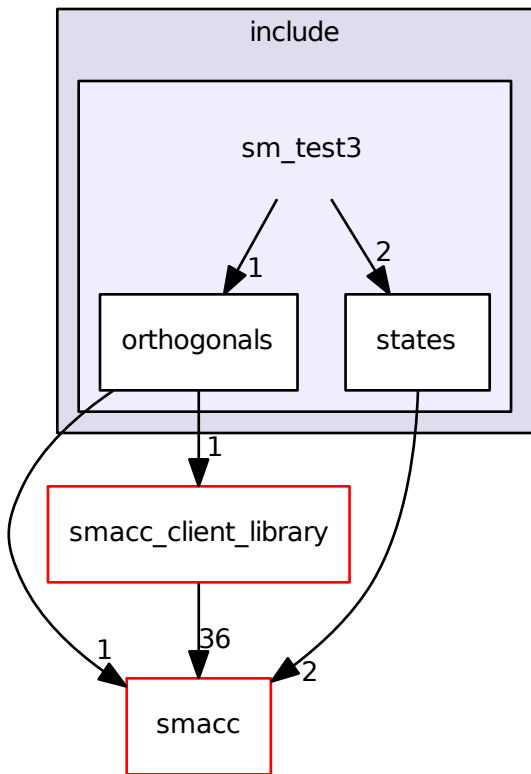 include
sm_test3
1
2
orthogonals
states
1
smacc_client_library
1
36
2
smacc